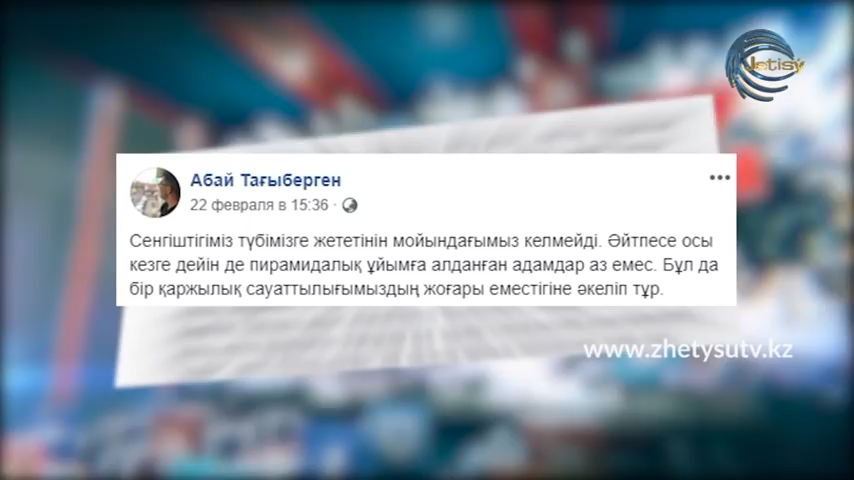 Jetisy
Абай Тағыберген
22 февраля в 15:36 ·
Сенгіштігіміз түбімізге жететінін мойындағымыз келмейді. Әйтпесе осы
кезге дейін де пирамидалық ұйымға алданған адамдар аз емес. Бұл да
бір қаржылық сауаттылығымыздың жоғары еместігіне әкеліп тұр.
www.zhetysutv.kz